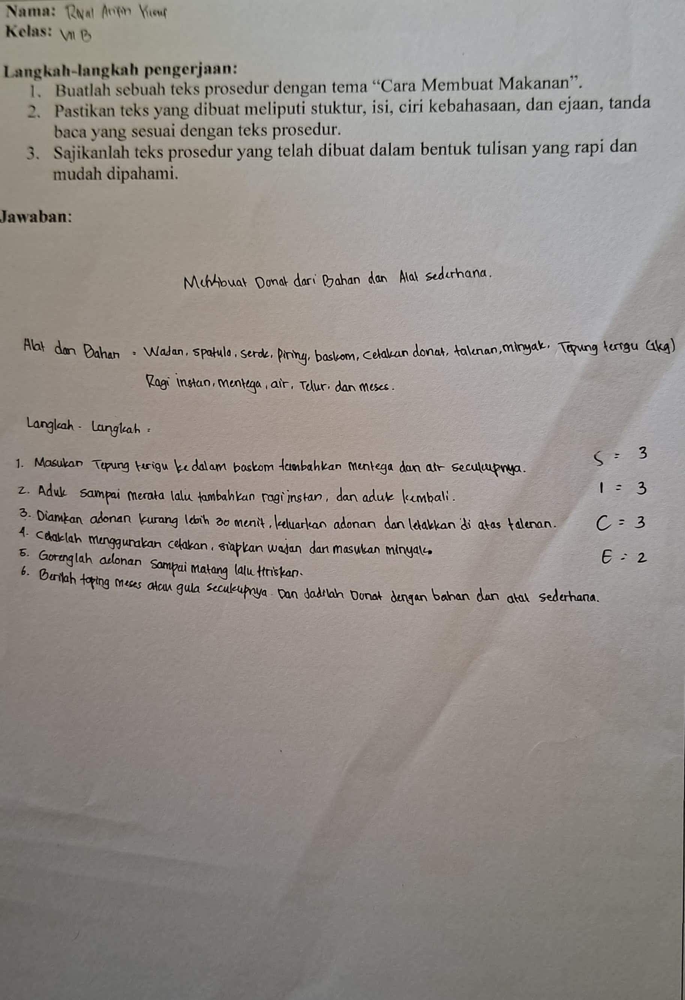 Nama: Rival Arifin Yusuf
Kelas: VII B
Langkah-langkah pengerjaan:
1. Buatlah sebuah teks prosedur dengan tema “Cara Membuat Makanan”.
2. Pastikan teks yang dibuat meliputi stuktur, isi, ciri kebahasaan, dan ejaan, tanda
baca yang sesuai dengan teks prosedur.
3. Sajikanlah teks prosedur yang telah dibuat dalam bentuk tulisan yang rapi dan
mudah dipahami.
Jawaban:
Membuat Donat dari Bahan dan Alat sederhana.
Alat dan Bahan : Wajan, spatula, serok, Piring, baskom, Cetakan donat, talenan, minyak, Tepung terigu (1kg)
Ragi instan, mentega, air, Telur, dan meses.
Langkah - Langkah :
1. Masukan Tepung terigu ke dalam baskom tambahkan mentega dan air seculcupnya.
2. Aduk sampai merata lalu tambahkan ragi instan, dan aduk kembali.
3. Diamkan adonan kurang lebih 30 menit, keluarkan adonan dan letakkan di atas talenan.
4. Cetaklah menggunakan cetakan, siapkan wajan dan masukan minyak.
5. Gorenglah adonan sampai matang lalu tiriskan.
6. Berilah toping meses atau gula secukupnya. Dan Jadilah Donat dengan bahan dan alat sederhana.
S = 3
I = 3
C = 3
E = 2